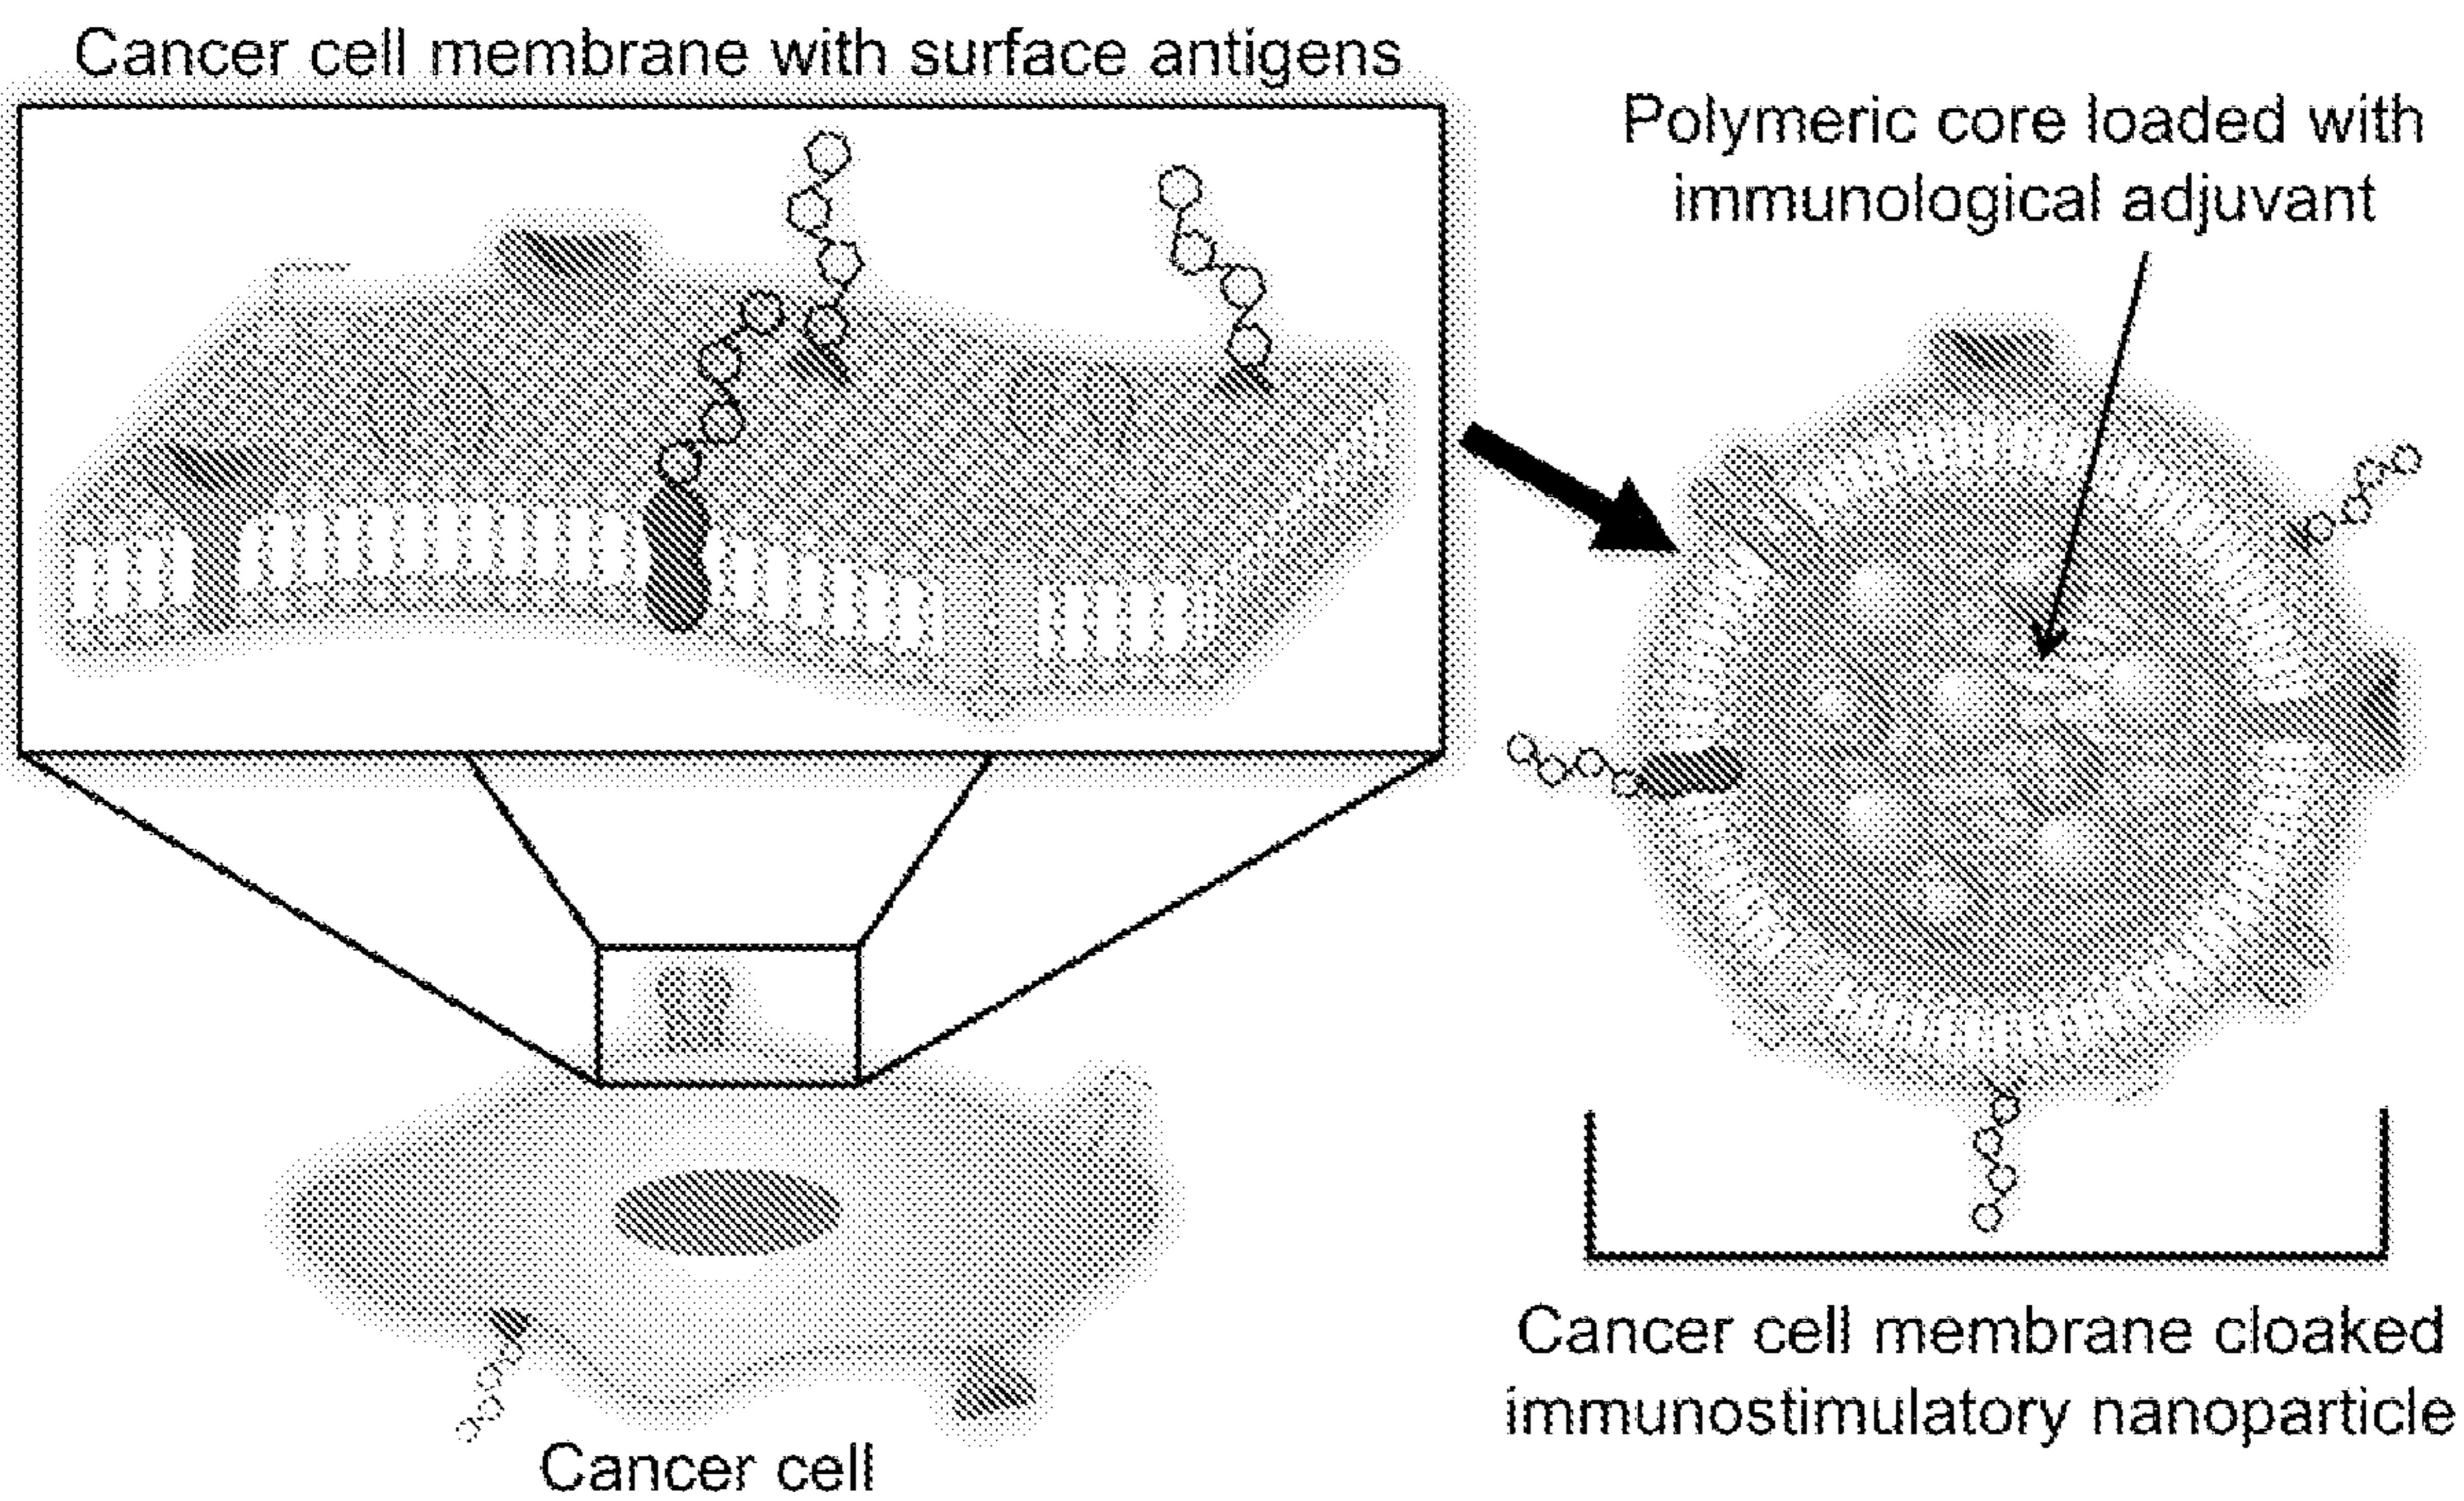 Cancer cell membrane with surface antigens
Polymeric core loaded with
immunological adjuvant
Cancer cell membrane cloaked
immunostimulatory nanoparticle
Cancer cell